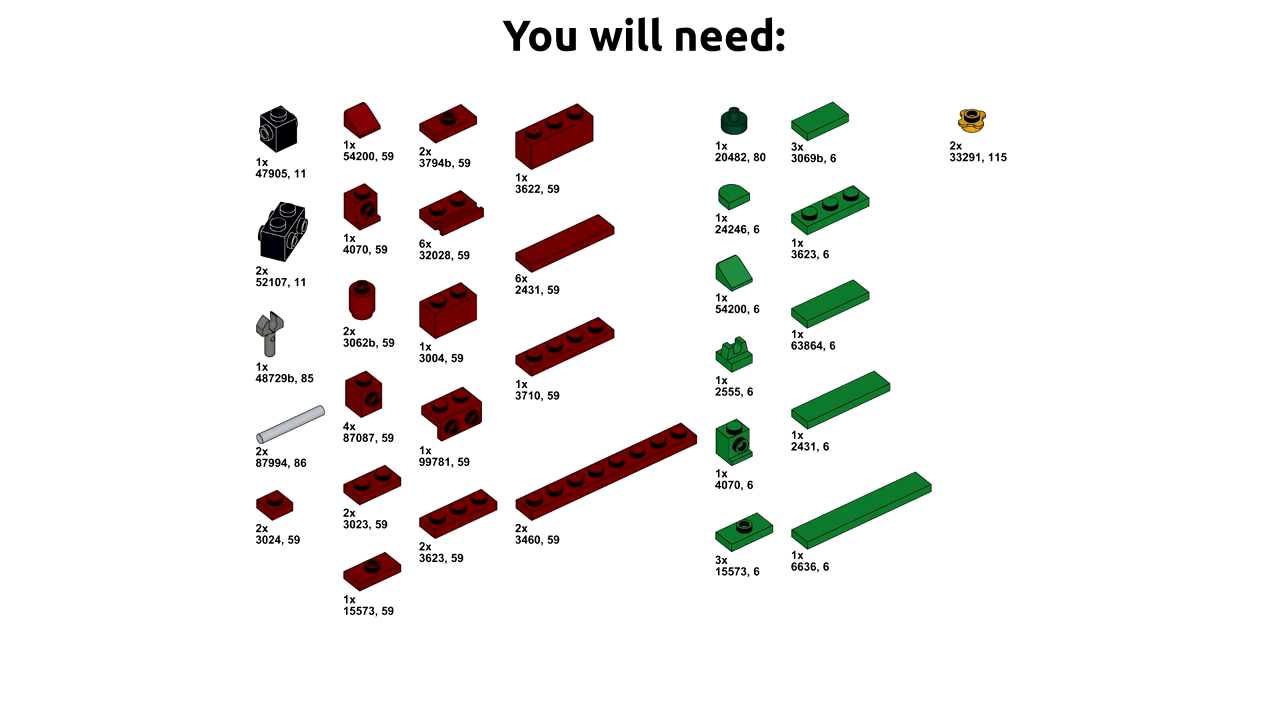 You will need:
1x
47905, 11
2x
52107, 11
1x
48729b, 85
2x
87994, 86
2x
3024, 59
1x
54200, 59
1x
4070, 59
2x
3062b, 59
4x
87087, 59
2x
3023, 59
1x
15573, 59
2x
3794b, 59
6x
32028, 59
1x
3004, 59
1x
99781, 59
2x
3623, 59
1x
3622, 59
6x
2431, 59
1x
3710, 59
2x
3460, 59
1x
20482, 80
1x
24246, 6
1x
54200, 6
1x
2555, 6
1x
4070, 6
3x
15573, 6
3x
3069b, 6
1x
3623, 6
1x
63864, 6
1x
2431, 6
1x
6636, 6
2x
33291, 115